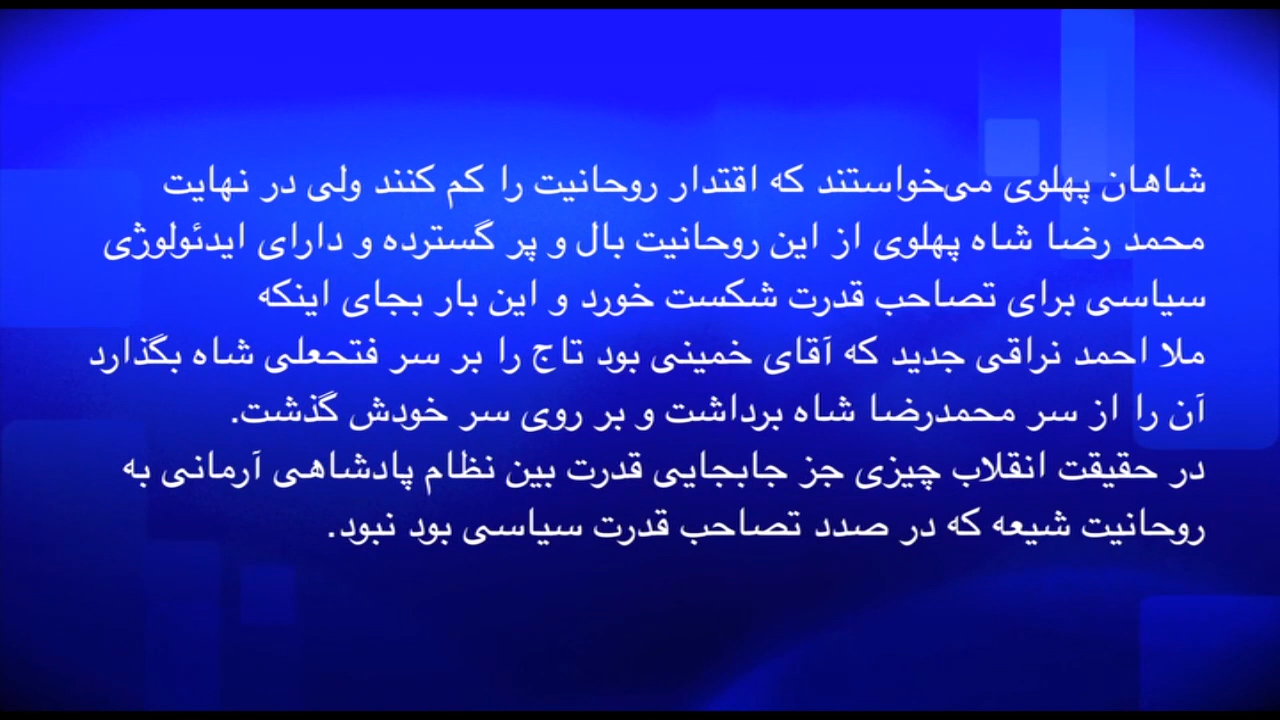 شاهان پهلوی می‌خواستند که اقتدار روحانیت را کم کنند ولی در نهایت
محمد رضا شاه پهلوی از این روحانیت بال و پر گسترده و دارای ایدئولوژی
سیاسی برای تصاحب قدرت شکست خورد و این بار بجای اینکه
ملا احمد نراقی جدید که آقای خمینی بود تاج را بر سر فتحعلی شاه بگذارد
آن را از سر محمدرضا شاه برداشت و بر روی سر خودش گذشت.
در حقیقت انقلاب چیزی جز جابجایی قدرت بین نظام پادشاهی آرمانی به
روحانیت شیعه که در صدد تصاحب قدرت سیاسی بود نبود.